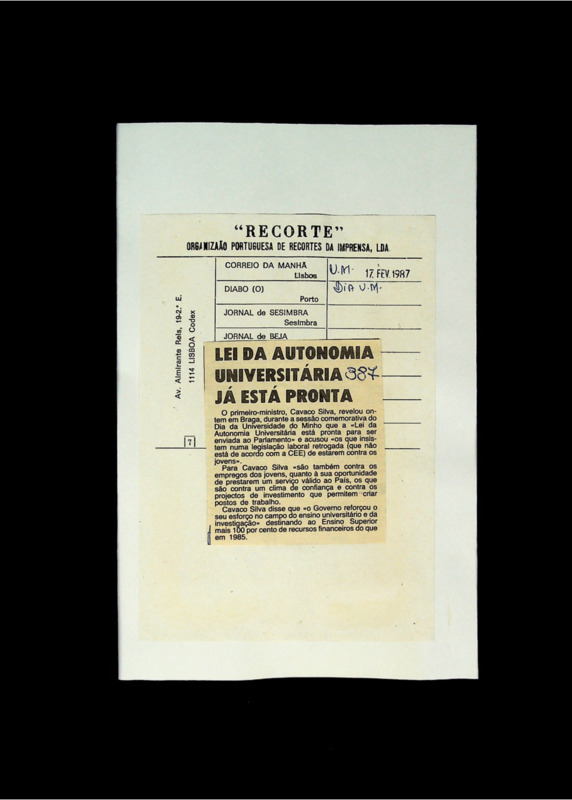 “RECORTE”
ORGANIZAÃO PORTUGUESA DE RECORTES DA IMPRENSA, LDA.
Av. Almirante Reis, 19-2.º E.
1114 LISBOA Codex
7
CORREIO DA MANHÃ
Lisboa
U.M. 17. FEV. 1987
DIABO (O)
Porto
DIA U.M.
JORNAL de SESIMBRA
Sesimbra
JORNAL de BEJA
LEI DA AUTONOMIA
UNIVERSITÁRIA 387
JÁ ESTÁ PRONTA
O primeiro-ministro, Cavaco Silva, revelou on-
tem em Braga, durante a sessão comemorativa do
Dia da Universidade do Minho que a «Lei da
Autonomia Universitária está pronta para ser
enviada ao Parlamento» e acusou «os que insis-
tem numa legislação laboral retrogada (que não
está de acordo com a CEE) de estarem contra os
jovens».
Para Cavaco Silva «são também contra os
empregos dos jovens, quanto à sua oportunidade
de prestarem um serviço válido ao País, os que
são contra um clima de confiança e contra os
projectos de investimento que permitem criar
postos de trabalho.
Cavaco Silva disse que «o Governo reforçou o
seu esforço no campo do ensino universitário e da
investigação» destinando ao Ensino Superior
mais 100 por cento de recursos financeiros do que
em 1985.